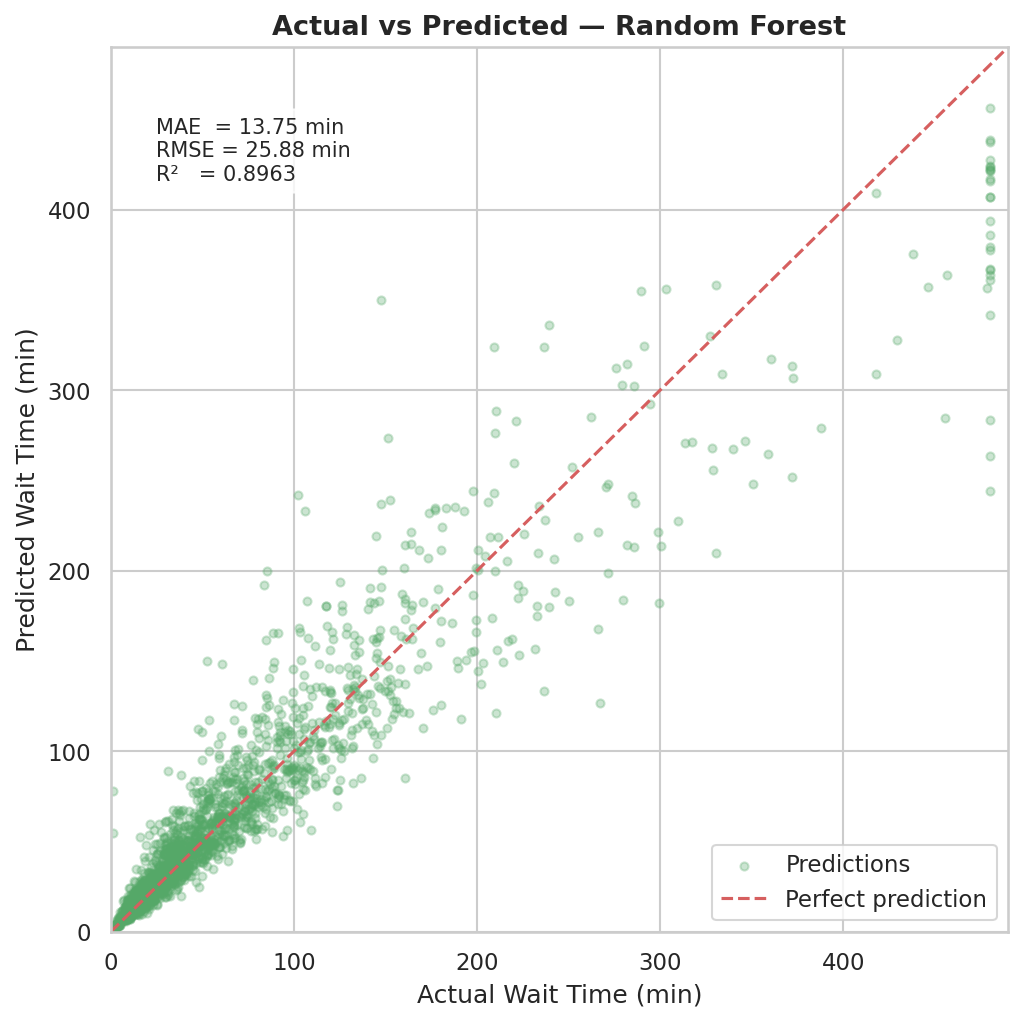 Actual vs Predicted — Random Forest
MAE  = 13.75 min
RMSE = 25.88 min
R²   = 0.8963
Predicted Wait Time (min)
400
300
200
100
0
0 100 200 300 400
Actual Wait Time (min)
Predictions
Perfect prediction